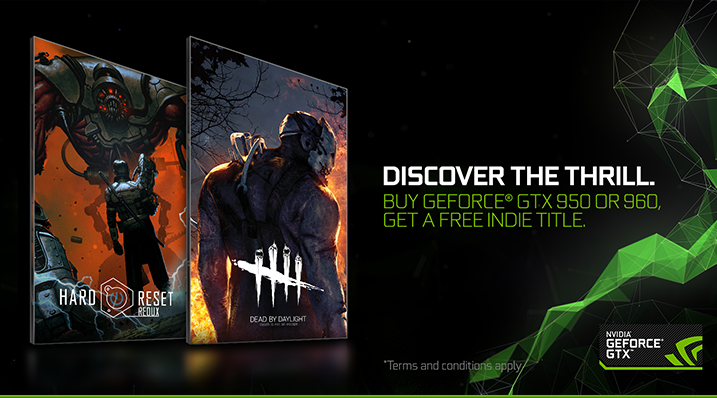 HARD RESET
REDUX
DEAD BY DAYLIGHT
DISCOVER THE THRILL.
BUY GEFORCE® GTX 950 OR 960,
GET A FREE INDIE TITLE.
*Terms and conditions apply
NVIDIA
GEFORCE®
GTX™